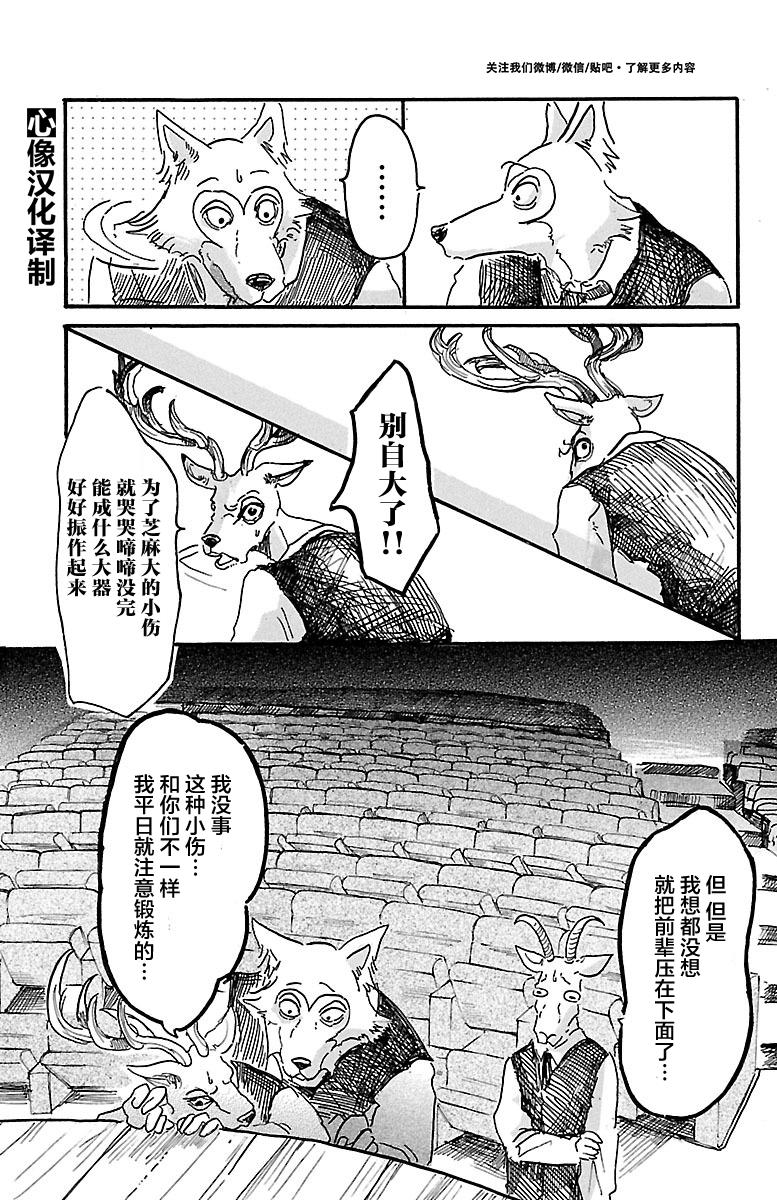 关注我们微博/微信/贴吧·了解更多内容
心像汉化译制
……
别自大了!!
为了芝麻大的小伤
就哭哭啼啼没完
能成什么大器
好好振作起来
但 但是
我想都没想
就把前辈压在下面了…
我没事
这种小伤…
和你们不一样
我平日就注意锻炼的…